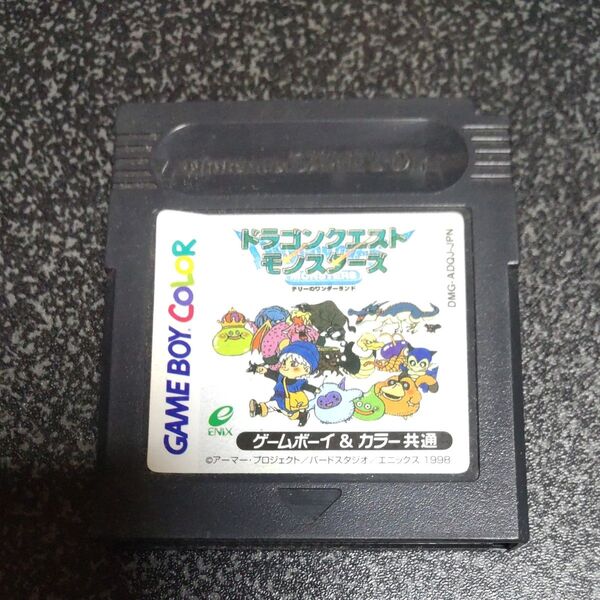 ドラゴンクエスト
モンスターズ
MONSTERS
テリーのワンダーランド
GAME BOY COLOR
DMG-ADQJ-JPN
ENIX
ゲームボーイ & カラー共通
©アーマー・プロジェクト/バードスタジオ/エニックス 1998